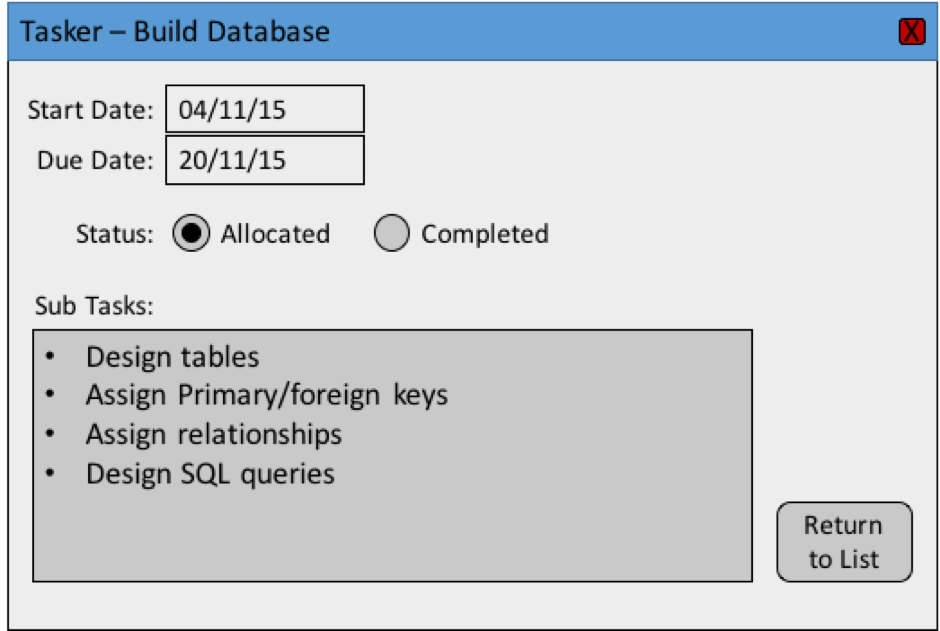 Tasker – Build Database
X
Start Date: 04/11/15
Due Date: 20/11/15
Status: Allocated Completed
Sub Tasks:
• Design tables
• Assign Primary/foreign keys
• Assign relationships
• Design SQL queries
Return
to List